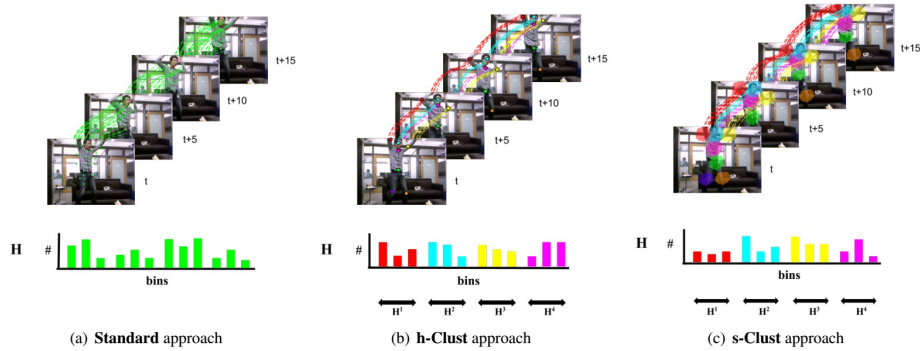 t+15
t+10
t+5
t
H
#
bins
(a) Standard approach
t+15
t+10
t+5
t
H
#
bins
H1 H2 H3 H4
(b) h-Clust approach
t+15
t+10
t+5
t
H
#
bins
H1 H2 H3 H4
(c) s-Clust approach